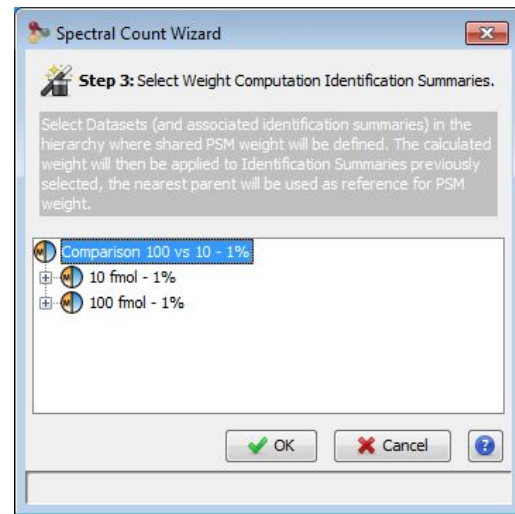 Spectral Count Wizard
Step 3: Select Weight Computation Identification Summaries.
Select Datasets (and associated identification summaries) in the
hierarchy where shared PSM weight will be defined. The calculated
weight will then be applied to Identification Summaries previously
selected, the nearest parent will be used as reference for PSM
weight.
M Comparison 100 vs 10 - 1%
M 10 fmol - 1%
M 100 fmol - 1%
OK Cancel ?